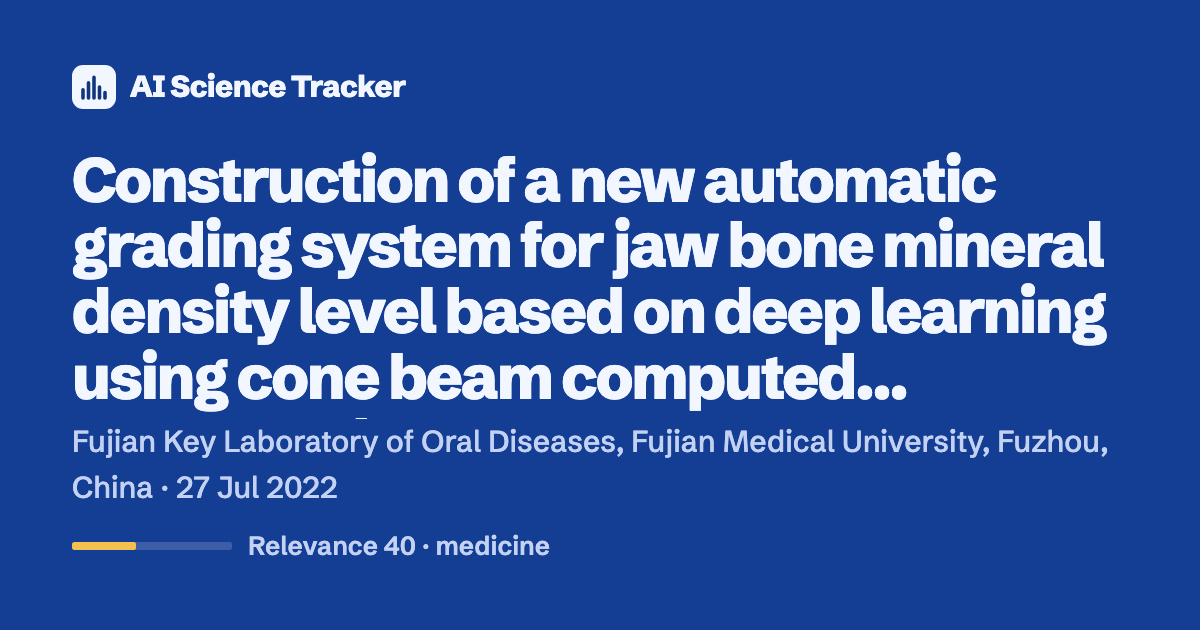 AI Science Tracker
Construction of a new automatic
grading system for jaw bone mineral
density level based on deep learning
using cone beam computed...
Fujian Key Laboratory of Oral Diseases, Fujian Medical University, Fuzhou,
China · 27 Jul 2022
Relevance 40 · medicine